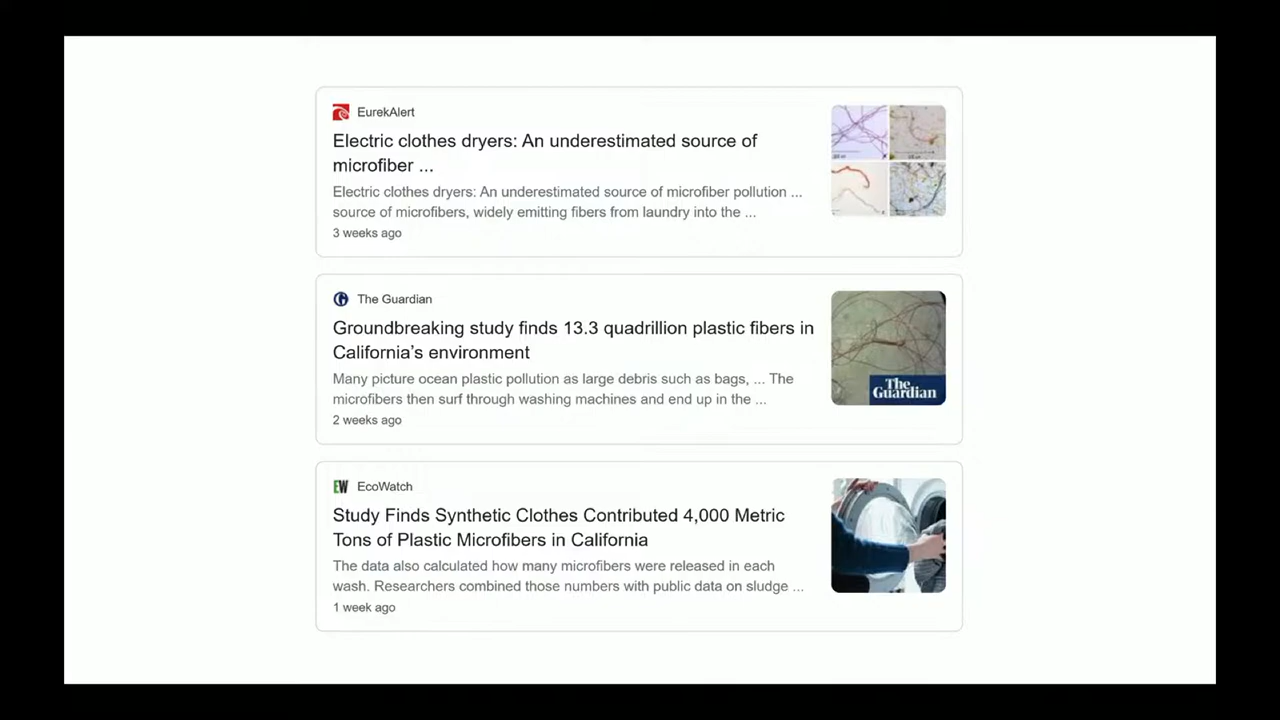 EurekAlert
Electric clothes dryers: An underestimated source of
microfiber ...
Electric clothes dryers: An underestimated source of microfiber pollution ...
source of microfibers, widely emitting fibers from laundry into the ...
3 weeks ago
The Guardian
Groundbreaking study finds 13.3 quadrillion plastic fibers in
California’s environment
Many picture ocean plastic pollution as large debris such as bags, ... The
microfibers then surf through washing machines and end up in the ...
2 weeks ago
The
Guardian
EW EcoWatch
Study Finds Synthetic Clothes Contributed 4,000 Metric
Tons of Plastic Microfibers in California
The data also calculated how many microfibers were released in each
wash. Researchers combined those numbers with public data on sludge ...
1 week ago